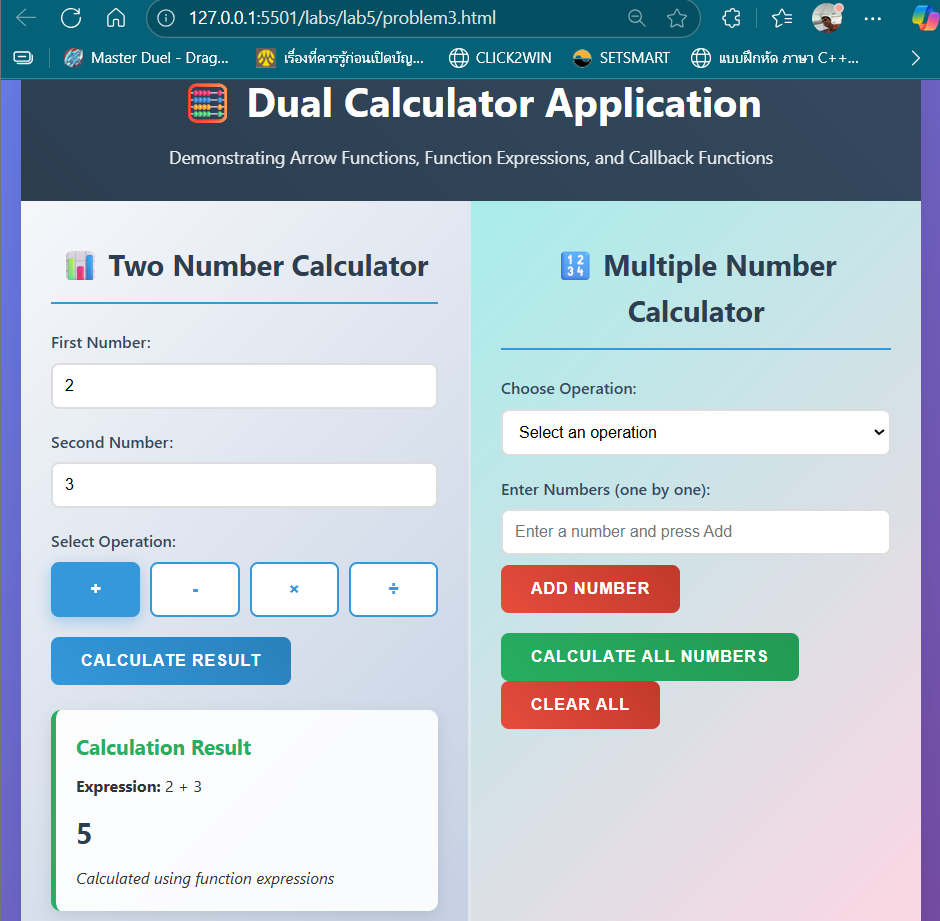 127.0.0.1:5501/labs/lab5/problem3.html
Master Duel - Drag...
เรื่องที่ควรรู้ก่อนเปิดบัญ...
CLICK2WIN
SETSMART
แบบฝึกหัด ภาษา C++...
Dual Calculator Application
Demonstrating Arrow Functions, Function Expressions, and Callback Functions
Two Number Calculator
First Number:
2
Second Number:
3
Select Operation:
+ - × ÷
CALCULATE RESULT
Calculation Result
Expression: 2 + 3
5
Calculated using function expressions
1 2
3 4
Multiple Number
Calculator
Choose Operation:
Select an operation
Enter Numbers (one by one):
Enter a number and press Add
ADD NUMBER
CALCULATE ALL NUMBERS
CLEAR ALL